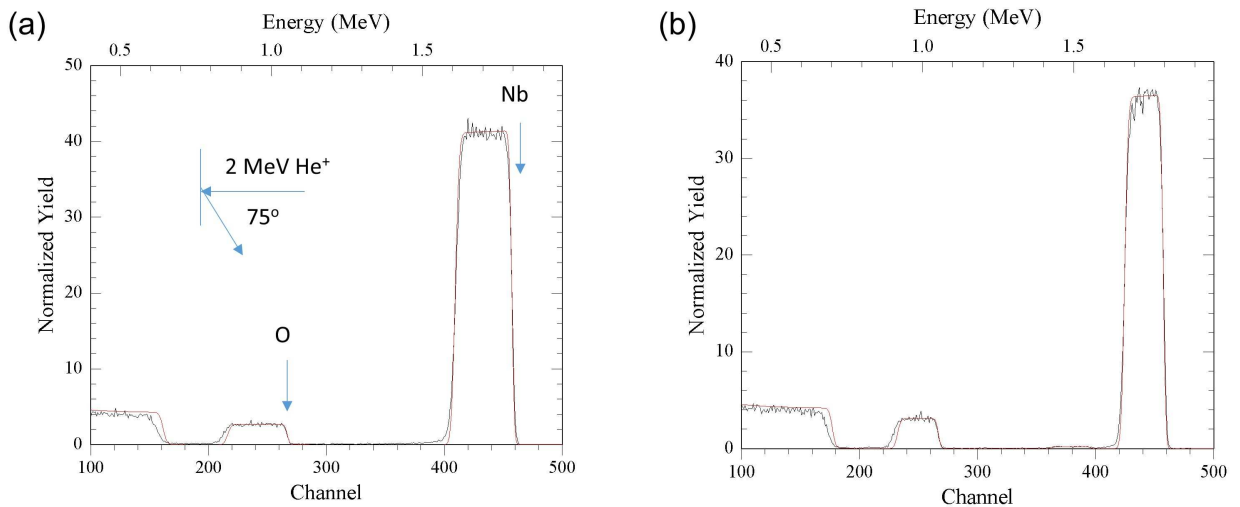 (a)
Energy (MeV)
0.5 1.0 1.5
50
40
30
20
10
0
Normalized Yield
Nb
2 MeV He⁺
75°
O
100 200 300 400 500
Channel
(b)
Energy (MeV)
0.5 1.0 1.5
40
30
20
10
0
Normalized Yield
100 200 300 400 500
Channel